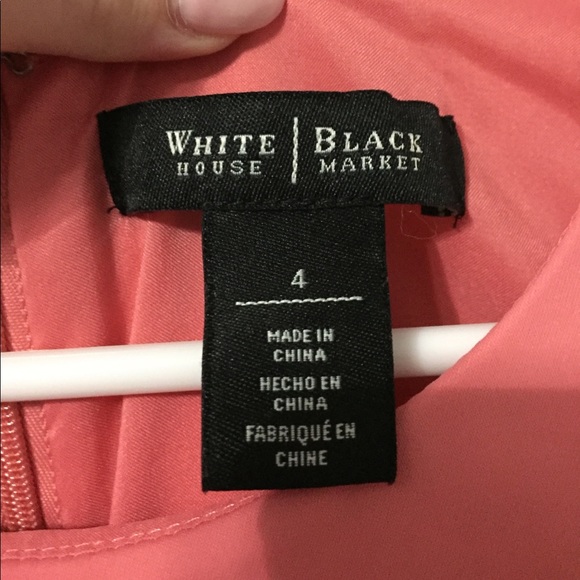 WHITE | BLACK
HOUSE | MARKET
4
MADE IN
CHINA
HECHO EN
CHINA
FABRIQUÉ EN
CHINE